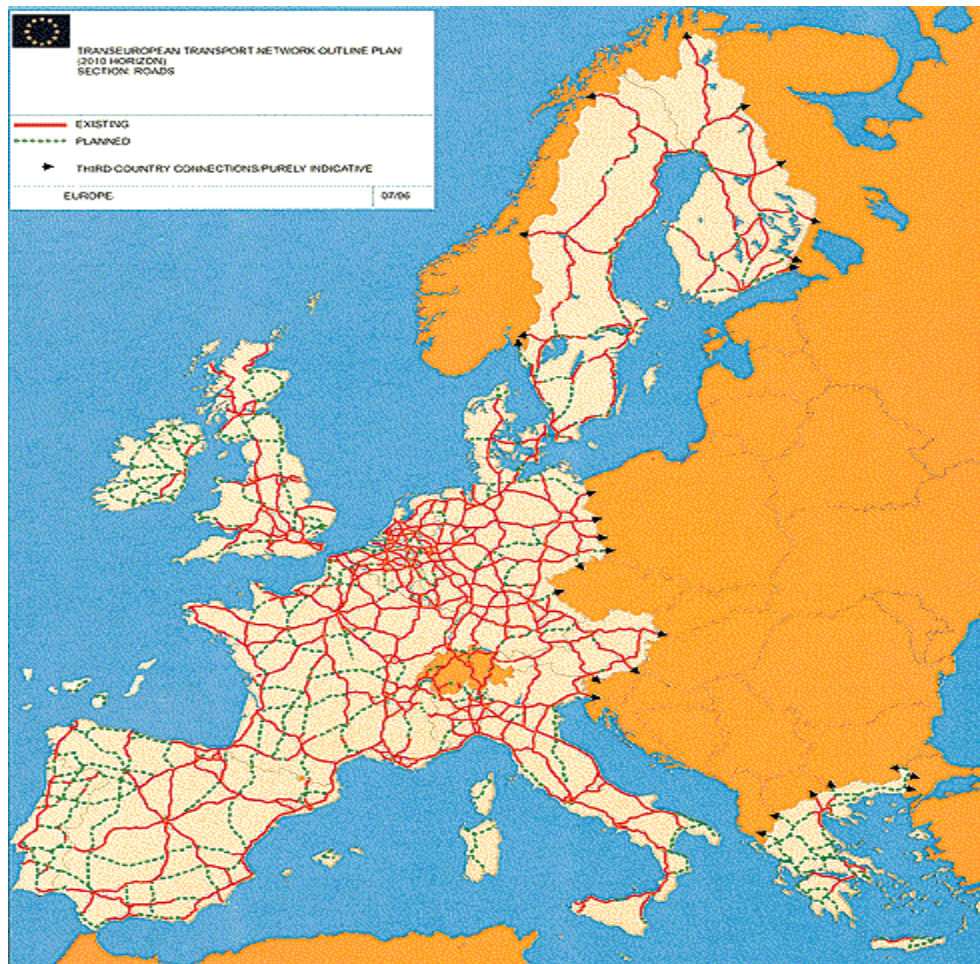 TRANSEUROPEAN TRANSPORT NETWORK OUTLINE PLAN
(2010 HORIZON)
SECTION: ROADS
EXISTING
PLANNED
THIRD COUNTRY CONNECTIONS/PURELY INDICATIVE
EUROPE 07/96